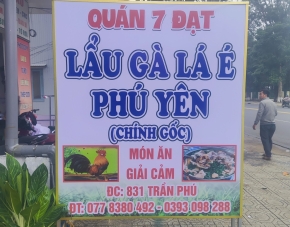 QUÁN 7 ĐẠT
LẨU GÀ LÁ É
PHÚ YÊN
(CHÍNH GỐC)
MÓN ĂN
GIẢI CẢM
ĐC: 831 TRẦN PHÚ
ĐT: 077 8380 492 - 0393 098 288